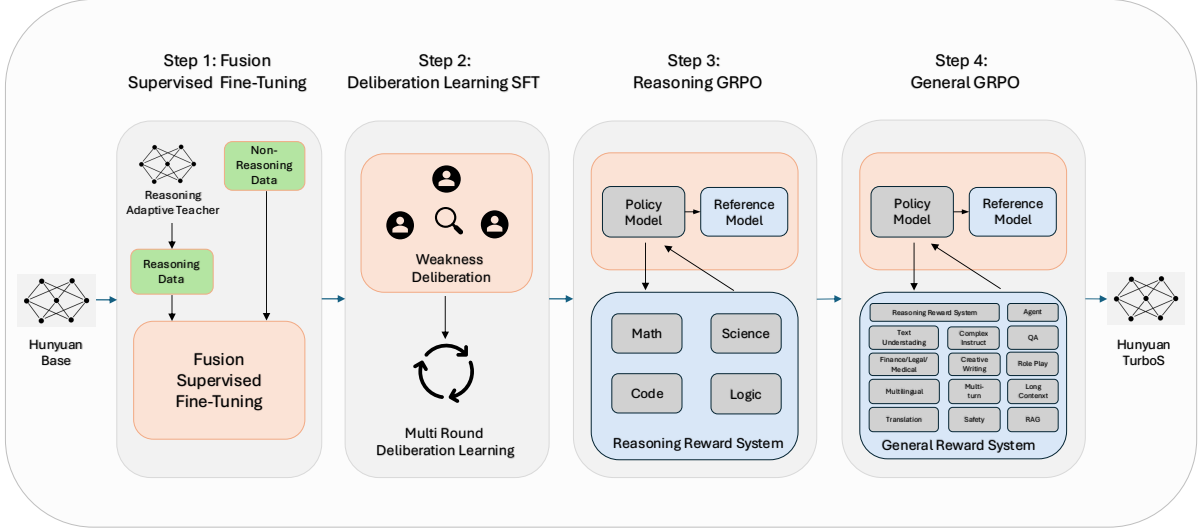 Step 1: Fusion
Supervised Fine-Tuning
Step 2:
Deliberation Learning SFT
Step 3:
Reasoning GRPO
Step 4:
General GRPO
Hunyuan
Base
Reasoning
Adaptive Teacher
Non-
Reasoning
Data
Reasoning
Data
Fusion
Supervised
Fine-Tuning
Weakness
Deliberation
Multi Round
Deliberation Learning
Policy
Model
Reference
Model
Math
Science
Code
Logic
Reasoning Reward System
Policy
Model
Reference
Model
Reasoning Reward System
Agent
Text
Understading
Complex
Instruct
QA
Finance/Legal/
Medical
Creative
Writing
Role Play
Multilingual
Multi-
turn
Long
Contenxt
Translation
Safety
RAG
General Reward System
Hunyuan
TurboS